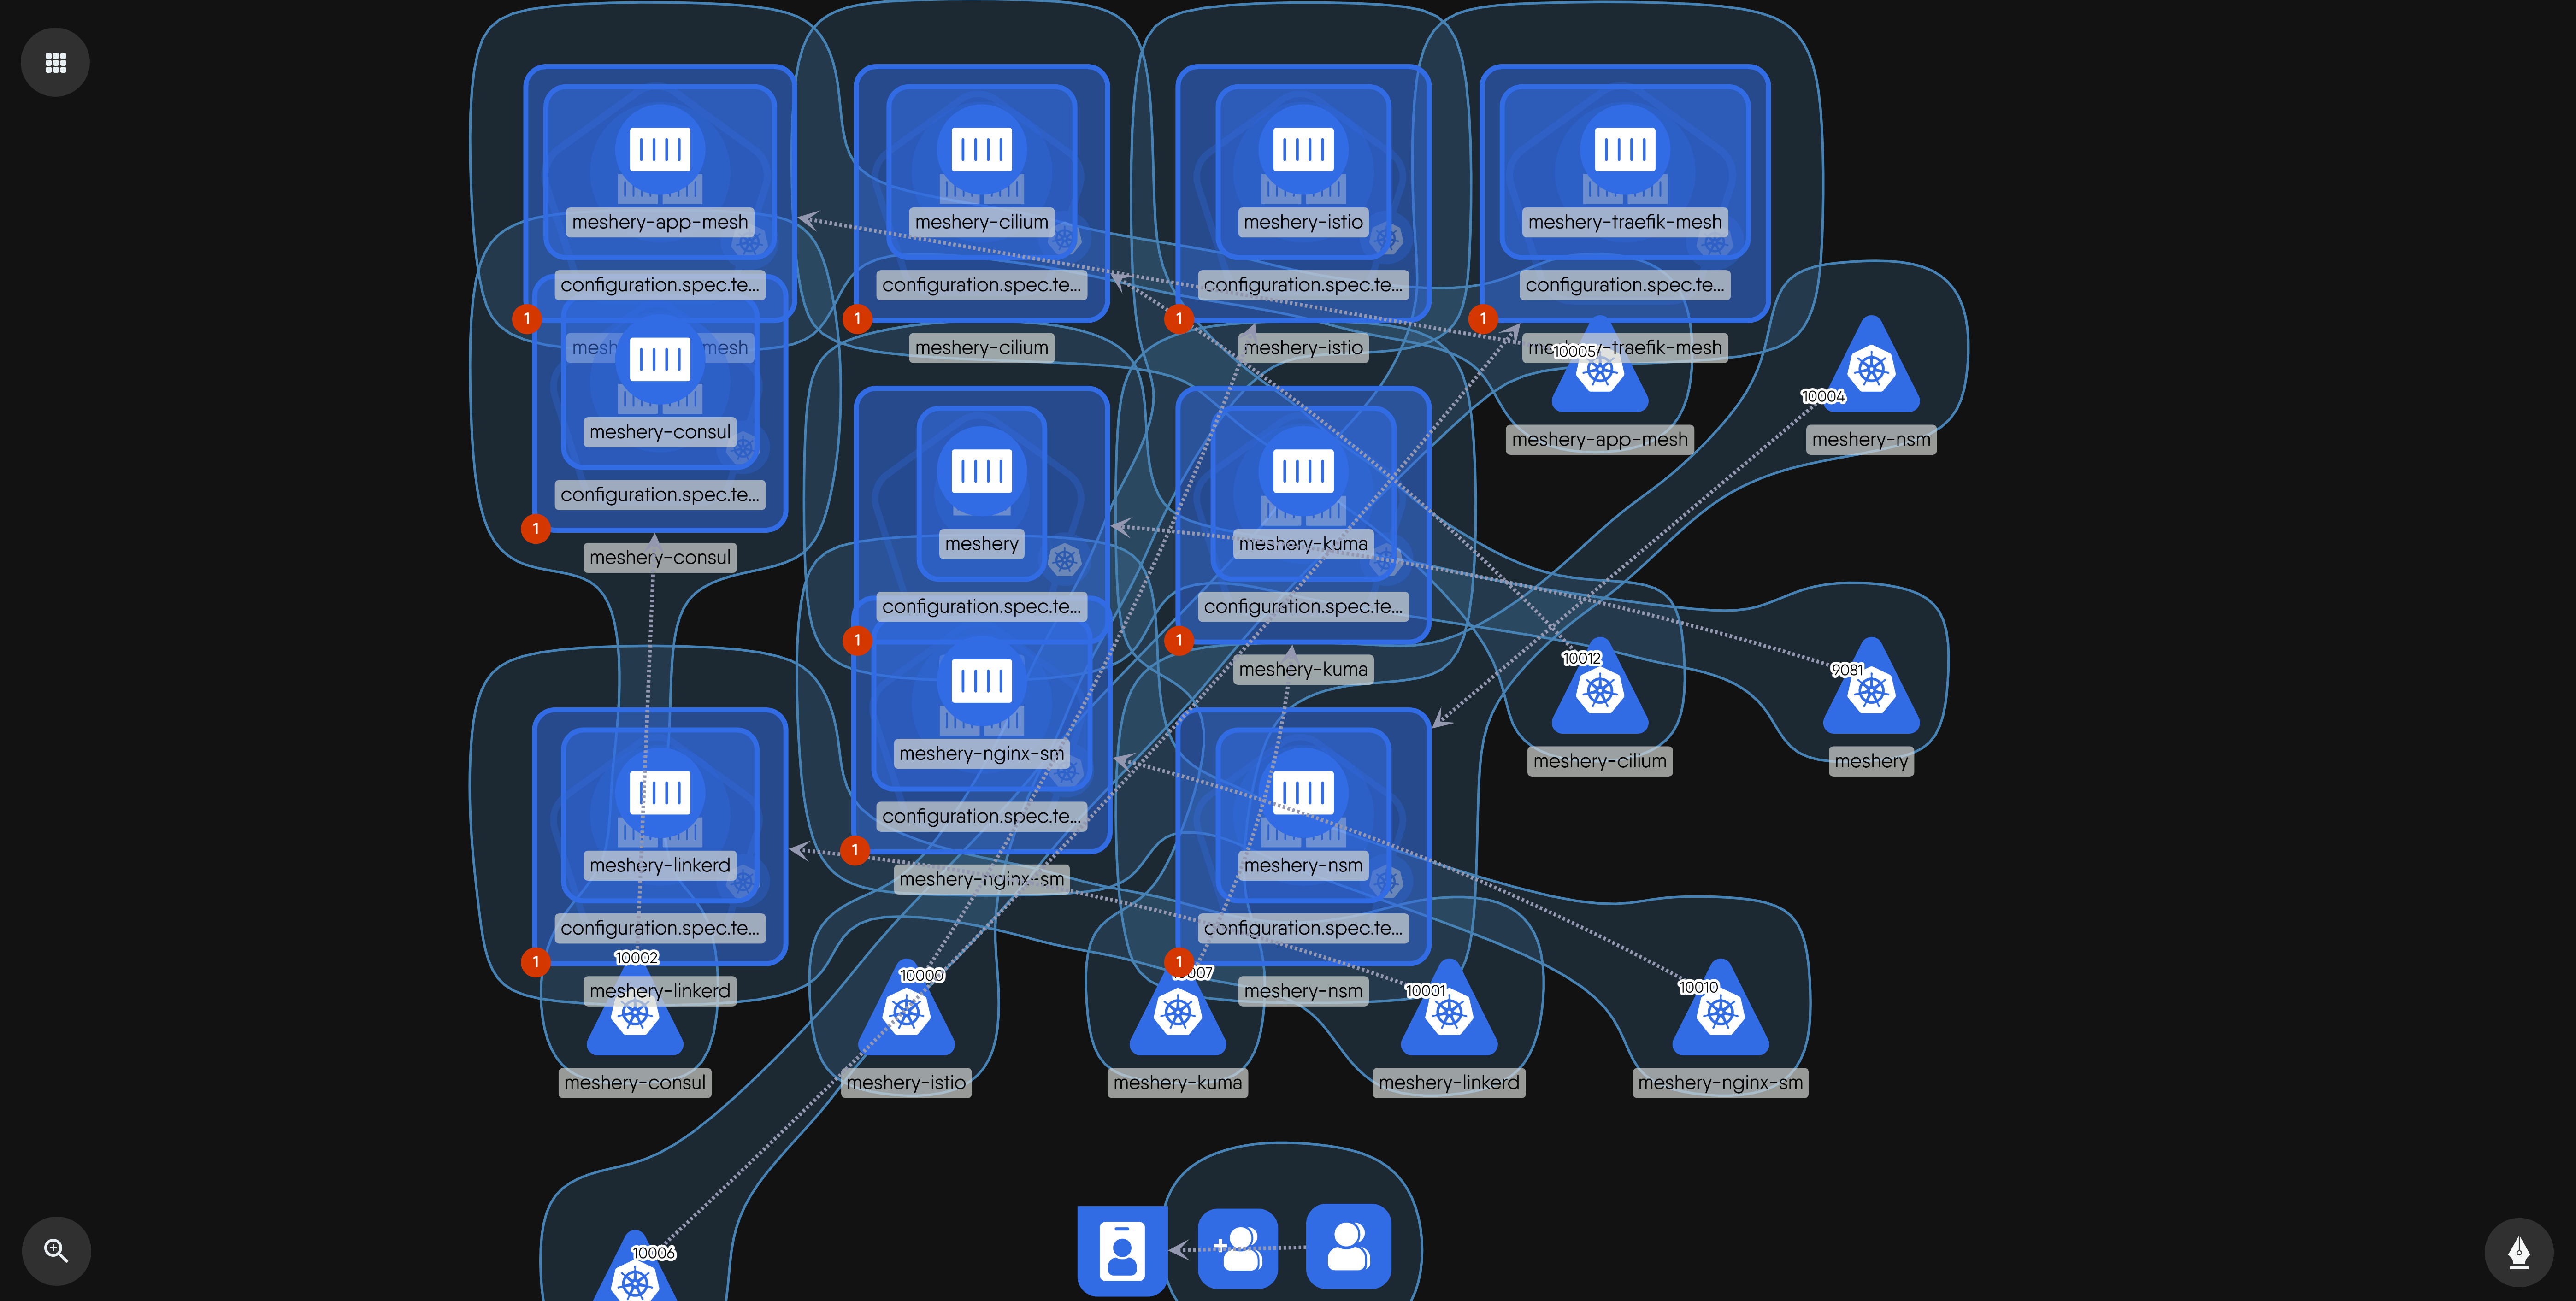 meshery-app-mesh
meshery-cilium
meshery-istio
meshery-traefik-mesh
configuration.spec.te...
configuration.spec.te...
configuration.spec.te...
configuration.spec.te...
1
1
1
1
mesh
mesh
meshery-cilium
meshery-istio
meshery-traefik-mesh
10005
10004
meshery-consul
meshery-app-mesh
meshery-nsm
configuration.spec.te...
1
meshery-consul
meshery
meshery-kuma
configuration.spec.te...
configuration.spec.te...
1
1
meshery-kuma
10012
9081
meshery-nginx-sm
meshery-cilium
meshery
configuration.spec.te...
1
meshery-nginx-sm
meshery-linkerd
meshery-nsm
configuration.spec.te...
configuration.spec.te...
1
10002
1
007
10000
10001
10010
meshery-linkerd
meshery-nsm
meshery-consul
meshery-istio
meshery-kuma
meshery-linkerd
meshery-nginx-sm
10006